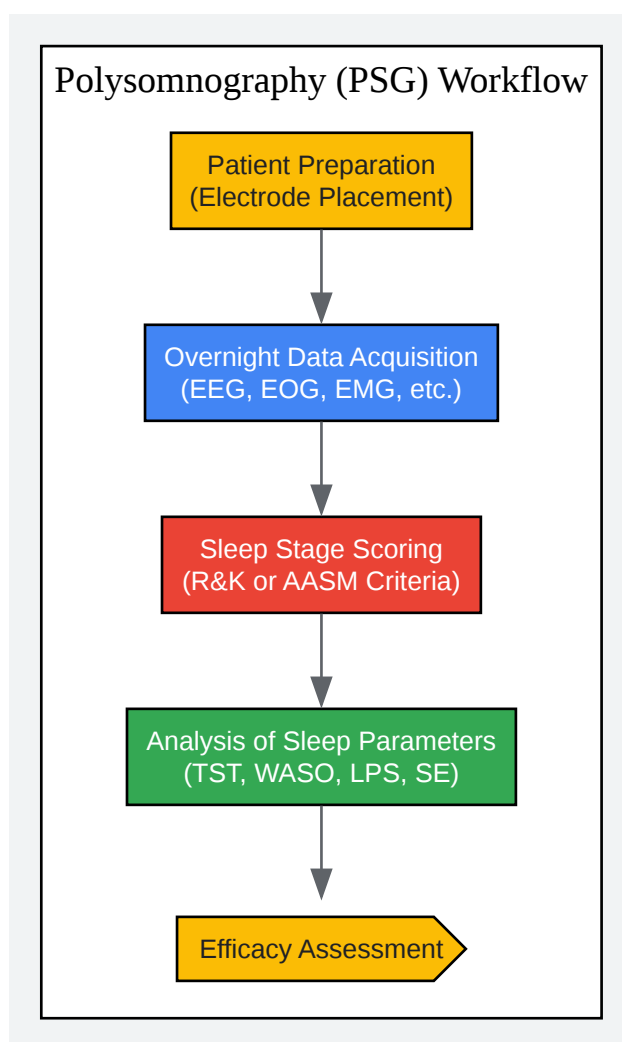 Polysomnography (PSG) Workflow
Patient Preparation
(Electrode Placement)
Overnight Data Acquisition
(EEG, EOG, EMG, etc.)
Sleep Stage Scoring
(R&K or AASM Criteria)
Analysis of Sleep Parameters
(TST, WASO, LPS, SE)
Efficacy Assessment